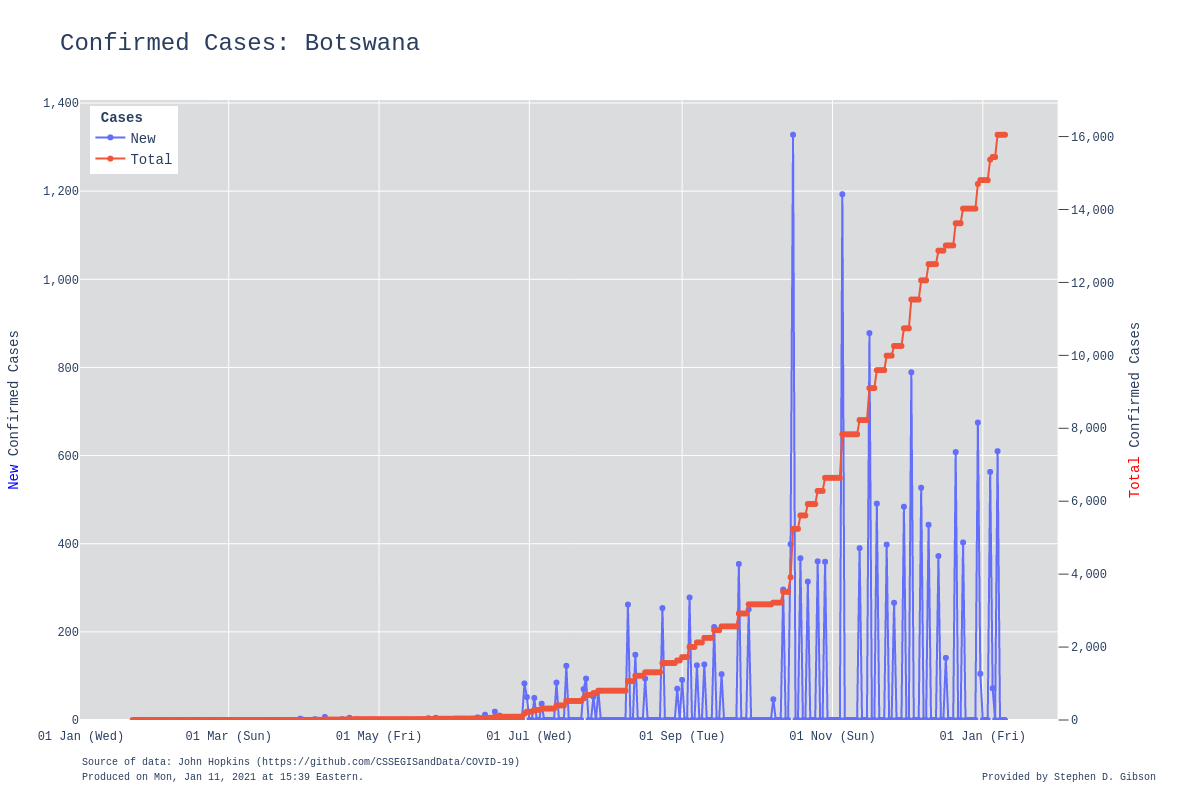 Confirmed Cases: Botswana
Cases
New
Total
1,400
1,200
1,000
800
600
400
200
0
New Confirmed Cases
16,000
14,000
12,000
10,000
8,000
6,000
4,000
2,000
0
Total Confirmed Cases
01 Jan (Wed) 01 Mar (Sun) 01 May (Fri) 01 Jul (Wed) 01 Sep (Tue) 01 Nov (Sun) 01 Jan (Fri)
Source of data: John Hopkins (https://github.com/CSSEGISandData/COVID-19)
Produced on Mon, Jan 11, 2021 at 15:39 Eastern.
Provided by Stephen D. Gibson